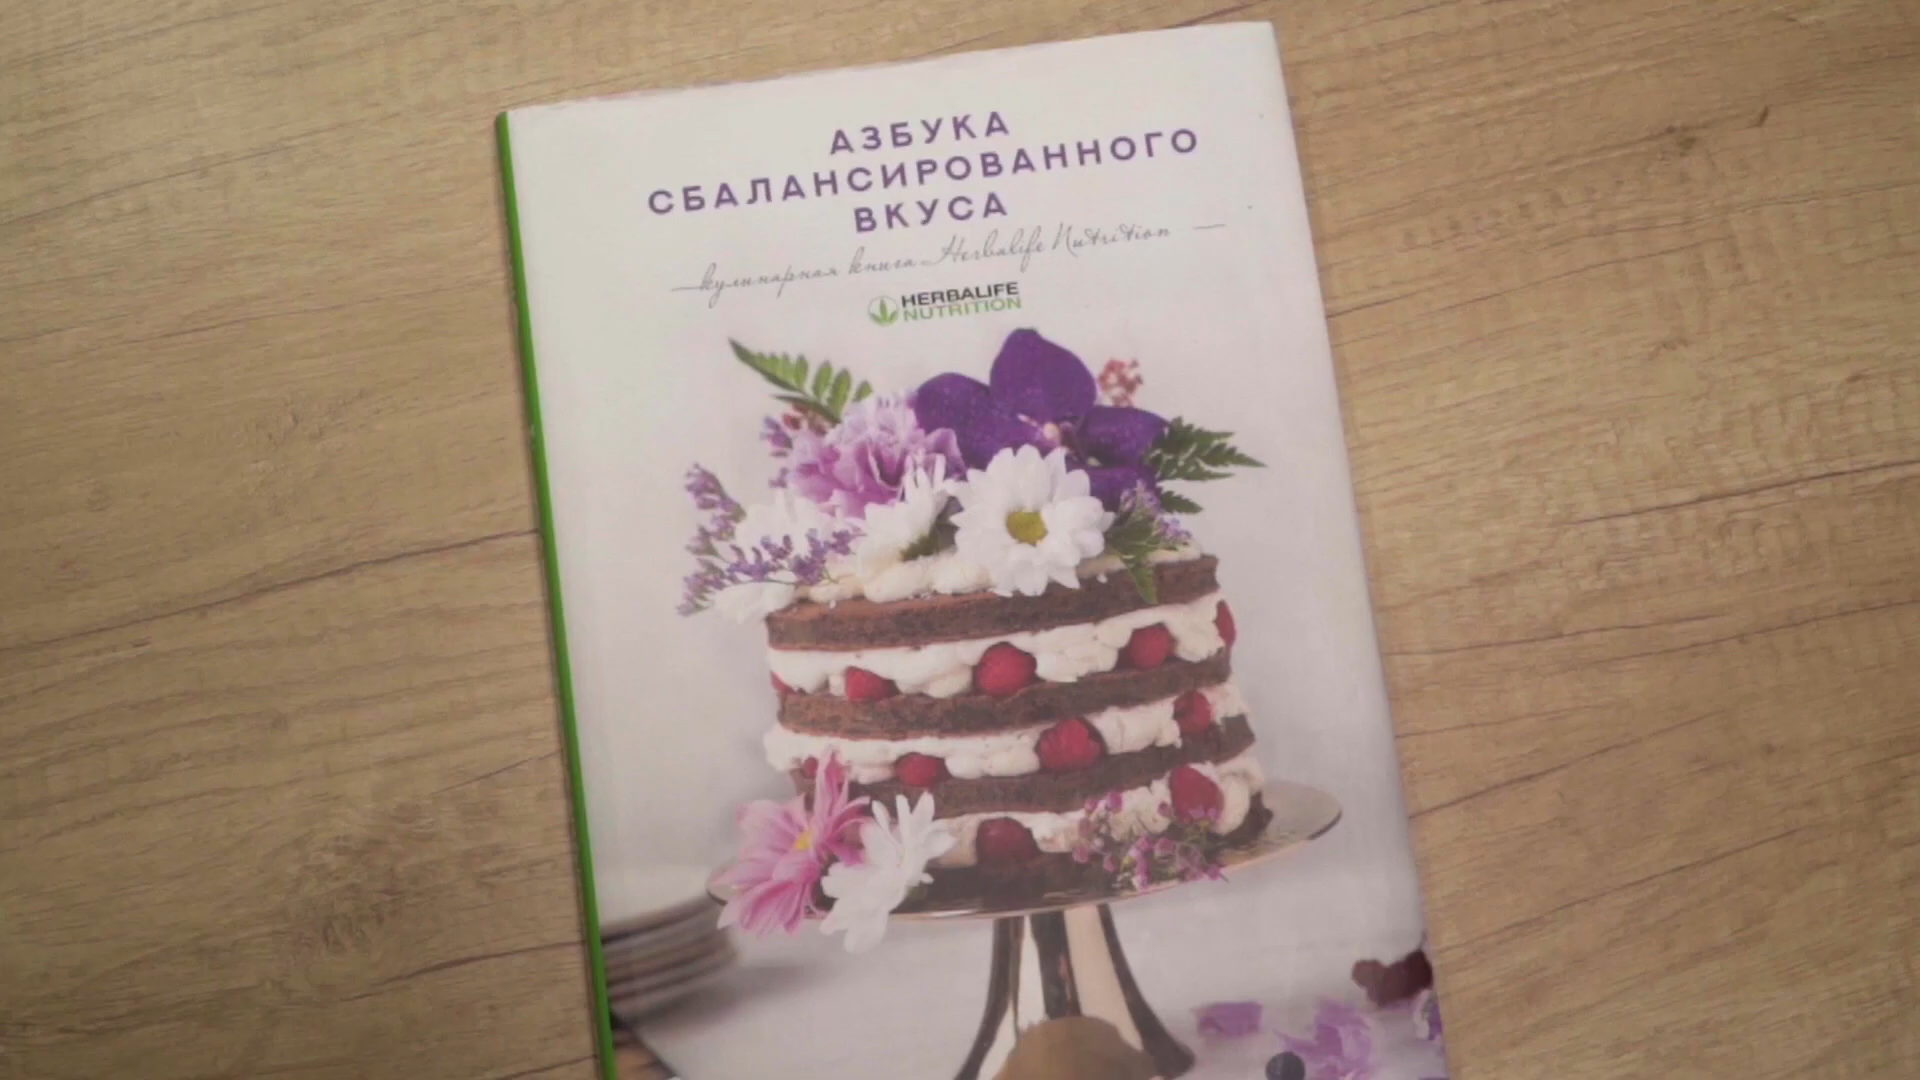 АЗБУКА
СБАЛАНСИРОВАННОГО
ВКУСА
кулинарная книга Herbalife Nutrition
HERBALIFE
NUTRITION